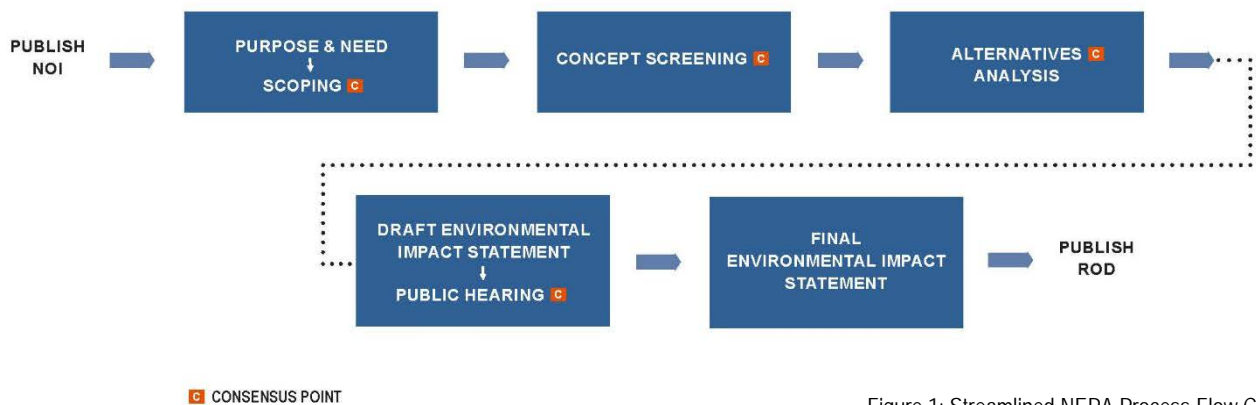 PUBLISH
NOI
PURPOSE & NEED
↓
SCOPING C
CONCEPT SCREENING C
ALTERNATIVES C
ANALYSIS
DRAFT ENVIRONMENTAL
IMPACT STATEMENT
↓
PUBLIC HEARING C
FINAL
ENVIRONMENTAL IMPACT
STATEMENT
PUBLISH
ROD
C CONSENSUS POINT
Figure 1: Streamlined NEPA Process Flow